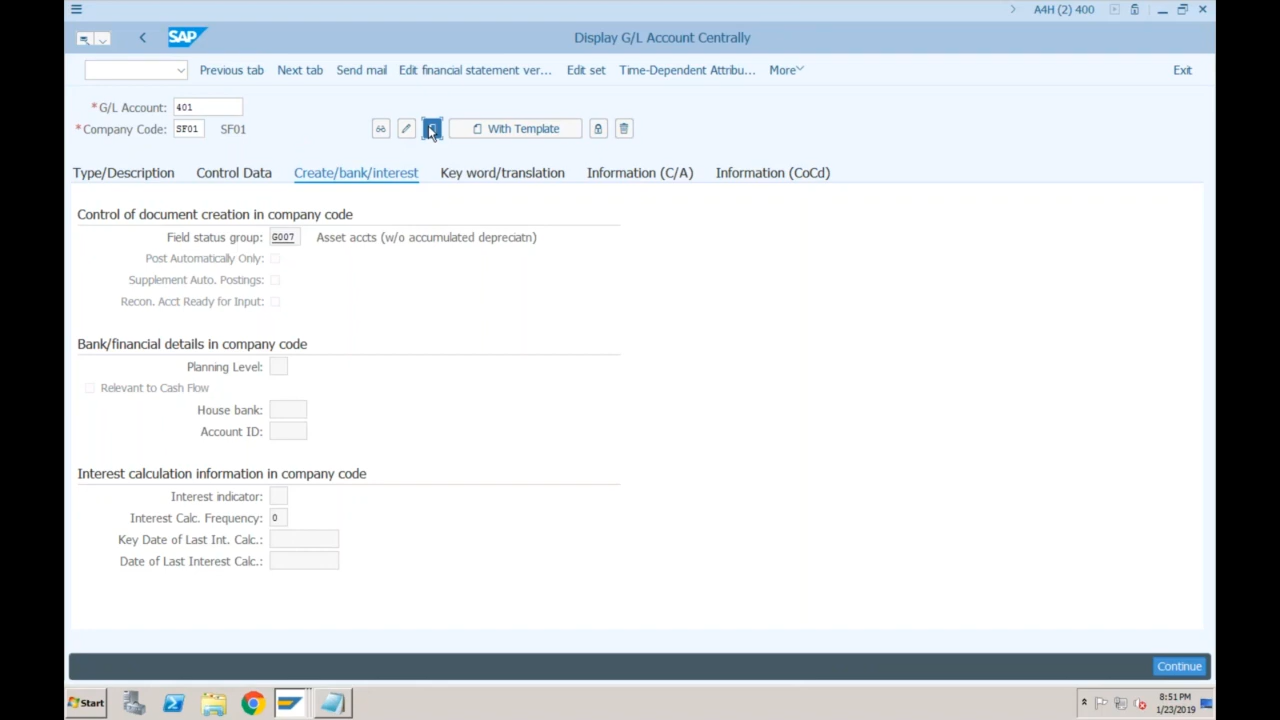 A4H (2) 400
SAP
Display G/L Account Centrally
Previous tab
Next tab
Send mail
Edit financial statement ver...
Edit set
Time-Dependent Attribu...
More
Exit
*G/L Account: 401
*Company Code: SF01 SF01
With Template
Type/Description
Control Data
Create/bank/interest
Key word/translation
Information (C/A)
Information (CoCd)
Control of document creation in company code
Field status group: G007 Asset accts (w/o accumulated depreciatn)
Post Automatically Only:
Supplement Auto. Postings:
Recon. Acct Ready for Input:
Bank/financial details in company code
Planning Level:
Relevant to Cash Flow
House bank:
Account ID:
Interest calculation information in company code
Interest indicator:
Interest Calc. Frequency: 0
Key Date of Last Int. Calc.:
Date of Last Interest Calc.:
Continue
Start
8:51 PM
1/23/2019